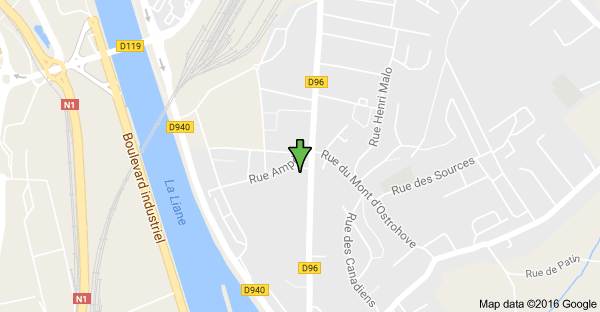 D119
D96
N1
D940
Rue Henri Malo
Boulevard industriel
La Liane
Rue
Rue du Mont d'Ostrohove
Rue des Sources
Rue des Canadiens
D96
Rue de Patin
N1
D940
Map data ©2016 Google